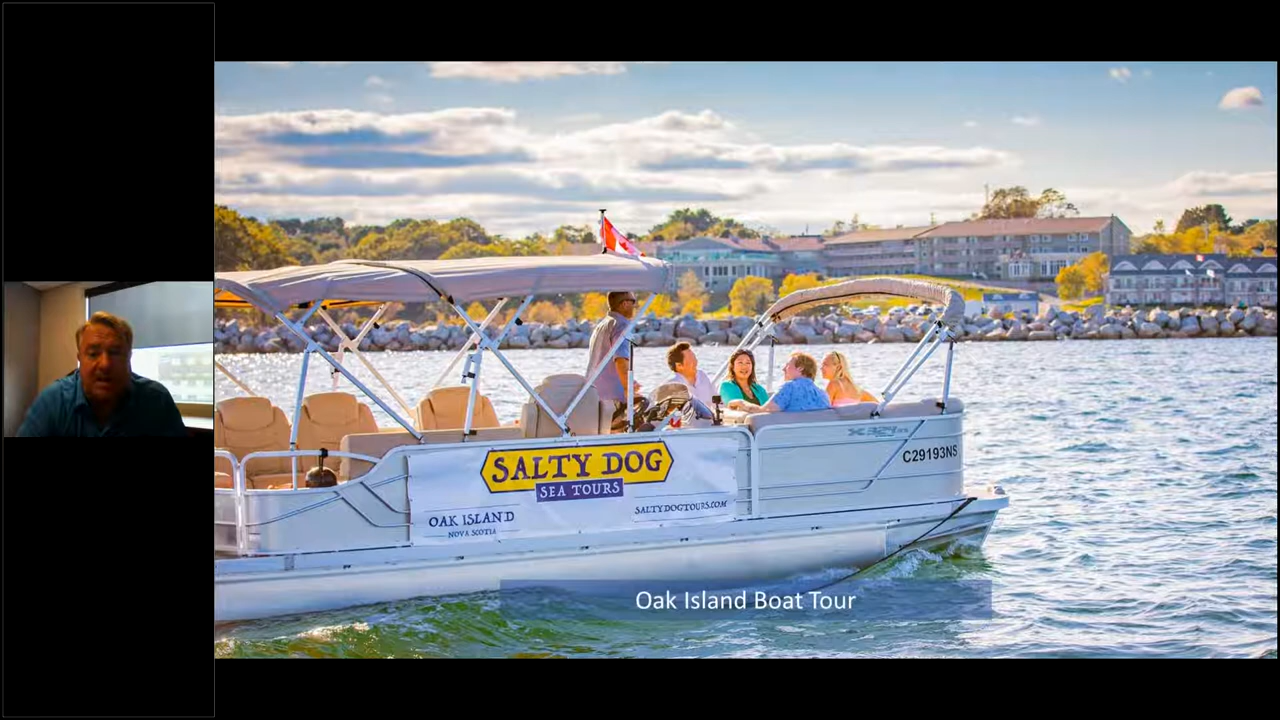 SALTY DOG
SEA TOURS
OAK ISLAND
NOVA SCOTIA
SALTYDOGTOURS.COM
C29193NS
Oak Island Boat Tour